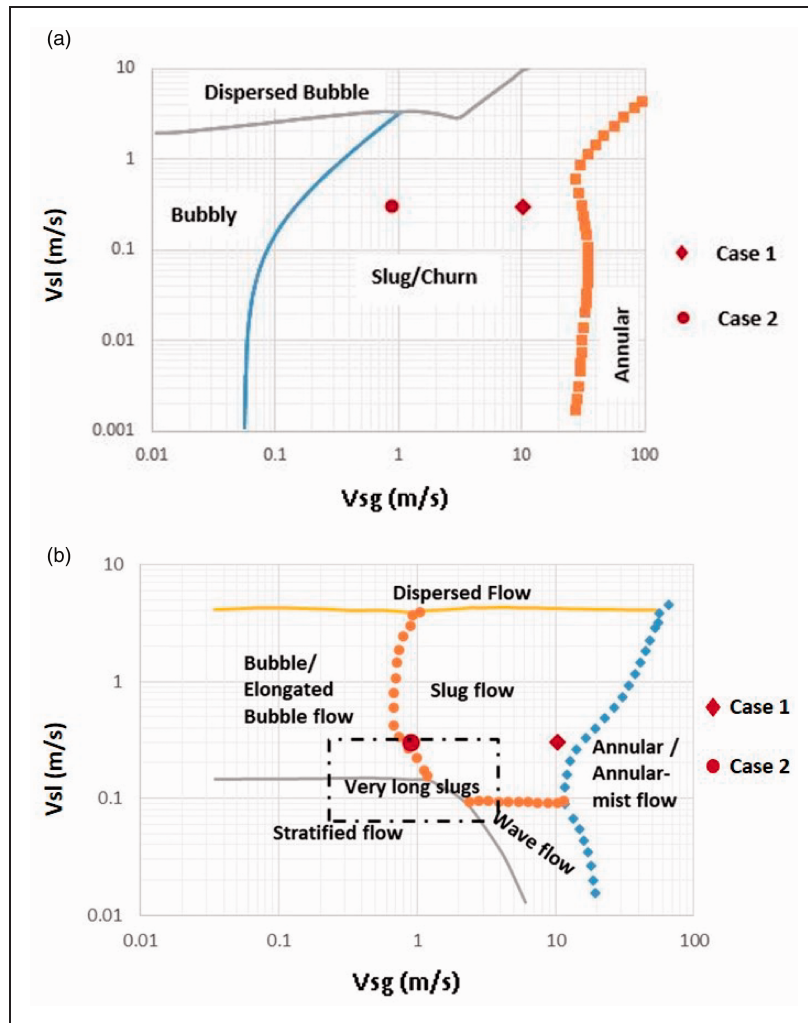 (a)
10
Dispersed Bubble
1
Bubbly
Vsl (m/s)
0.1
Slug/Churn
Case 1
0.01
Annular
Case 2
0.001
0.01 0.1 1 10 100
Vsg (m/s)
(b)
10
Dispersed Flow
Bubble/
Elongated
Bubble flow
Slug flow
1
Case 1
Vsl (m/s)
Annular /
Annular-
mist flow
Case 2
0.1
Very long slugs
Stratified flow
Wave flow
0.01
0.01 0.1 1 10 100
Vsg (m/s)